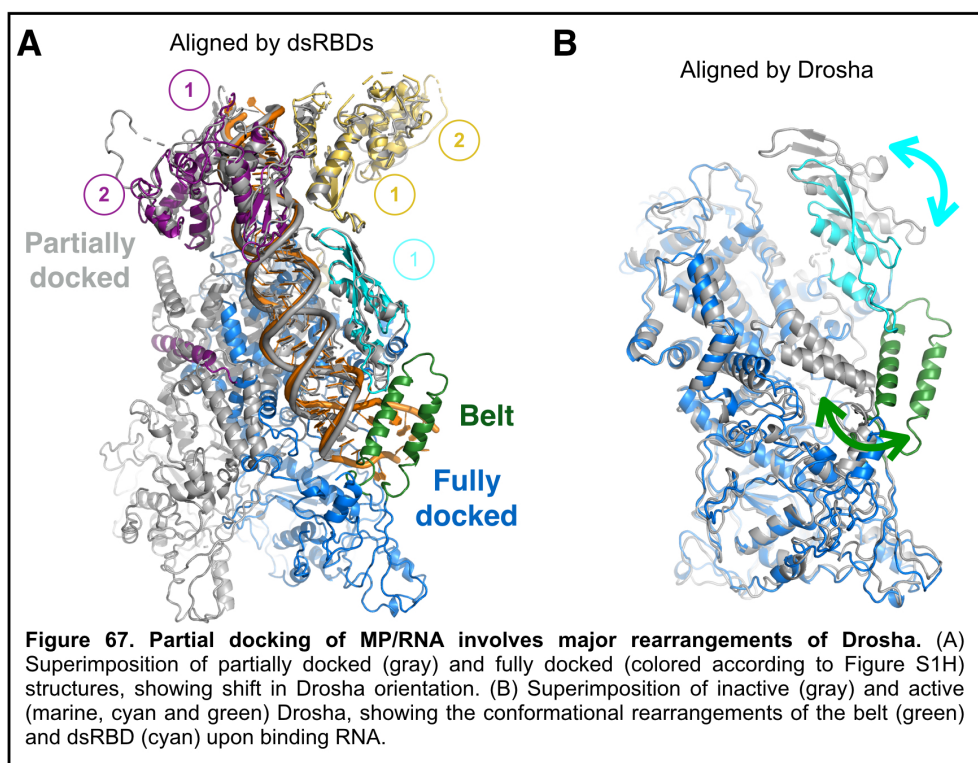 A
Aligned by dsRBDs
B
Aligned by Drosha
1
2
2
1
Partially
docked
1
Belt
Fully
docked
Figure 67. Partial docking of MP/RNA involves major rearrangements of Drosha. (A)
Superimposition of partially docked (gray) and fully docked (colored according to Figure S1H)
structures, showing shift in Drosha orientation. (B) Superimposition of inactive (gray) and active
(marine, cyan and green) Drosha, showing the conformational rearrangements of the belt (green)
and dsRBD (cyan) upon binding RNA.